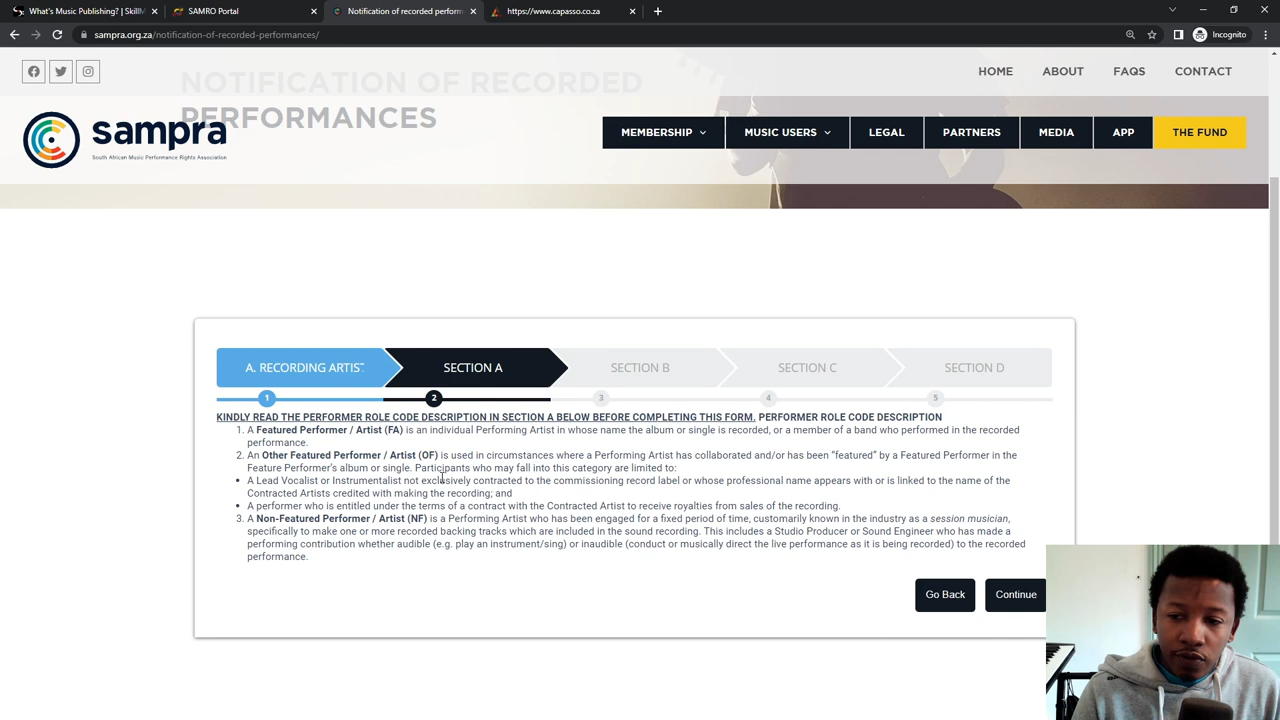 What's Music Publishing? | SkillM
SAMRO Portal
Notification of recorded perform
https://www.capasso.co.za
sampra.org.za/notification-of-recorded-performances/
Incognito
NOTIFICATION OF RECORDED
PERFORMANCES
HOME
ABOUT
FAQS
CONTACT
sampra
South African Music Performance Rights Association
MEMBERSHIP
MUSIC USERS
LEGAL
PARTNERS
MEDIA
APP
THE FUND
A. RECORDING ARTIST
SECTION A
SECTION B
SECTION C
SECTION D
1
2
3
4
5
KINDLY READ THE PERFORMER ROLE CODE DESCRIPTION IN SECTION A BELOW BEFORE COMPLETING THIS FORM. PERFORMER ROLE CODE DESCRIPTION
1. A Featured Performer / Artist (FA) is an individual Performing Artist in whose name the album or single is recorded, or a member of a band who performed in the recorded
performance.
2. An Other Featured Performer / Artist (OF) is used in circumstances where a Performing Artist has collaborated and/or has been “featured” by a Featured Performer in the
Feature Performer's album or single. Participants who may fall into this category are limited to:
• A Lead Vocalist or Instrumentalist not exclusively contracted to the commissioning record label or whose professional name appears with or is linked to the name of the
Contracted Artists credited with making the recording; and
• A performer who is entitled under the terms of a contract with the Contracted Artist to receive royalties from sales of the recording.
3. A Non-Featured Performer / Artist (NF) is a Performing Artist who has been engaged for a fixed period of time, customarily known in the industry as a session musician,
specifically to make one or more recorded backing tracks which are included in the sound recording. This includes a Studio Producer or Sound Engineer who has made a
performing contribution whether audible (e.g. play an instrument/sing) or inaudible (conduct or musically direct the live performance as it is being recorded) to the recorded
performance.
Go Back
Continue